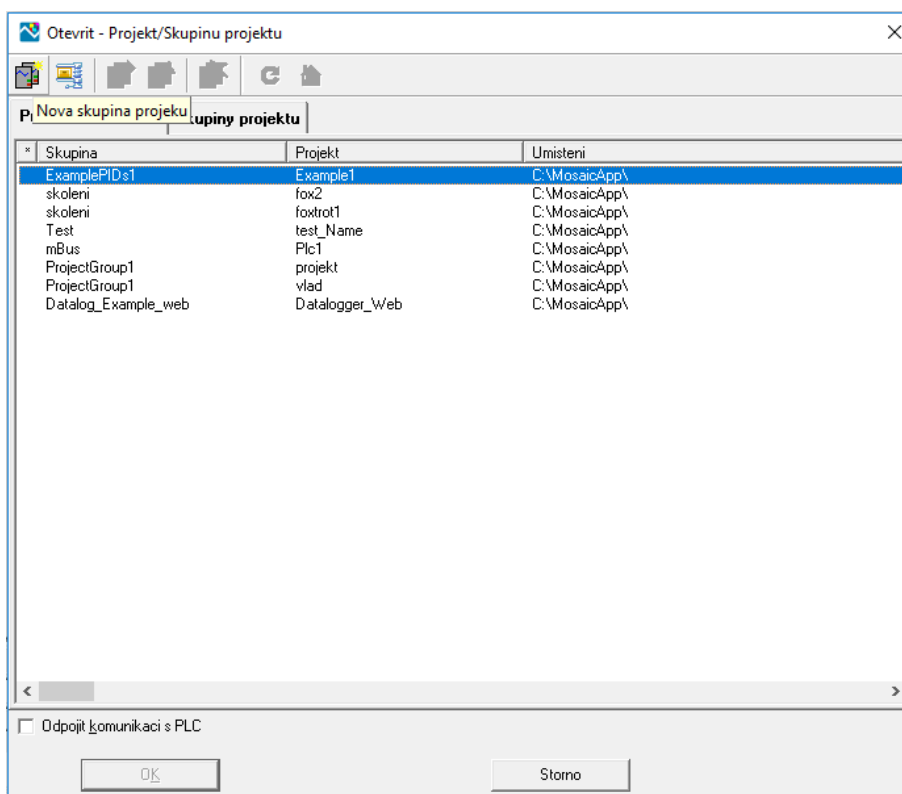 Otevrit - Projekt/Skupinu projektu
Nova skupina projeku
kupiny projektu
* Skupina Projekt Umisteni
ExamplePIDs1 Example1 C:\MosaicApp\
skoleni fox2 C:\MosaicApp\
skoleni foxtrot1 C:\MosaicApp\
Test test_Name C:\MosaicApp\
mBus Plc1 C:\MosaicApp\
ProjectGroup1 projekt C:\MosaicApp\
ProjectGroup1 vlad C:\MosaicApp\
Datalog_Example_web Datalogger_Web C:\MosaicApp\
Odpojit komunikaci s PLC
OK Storno